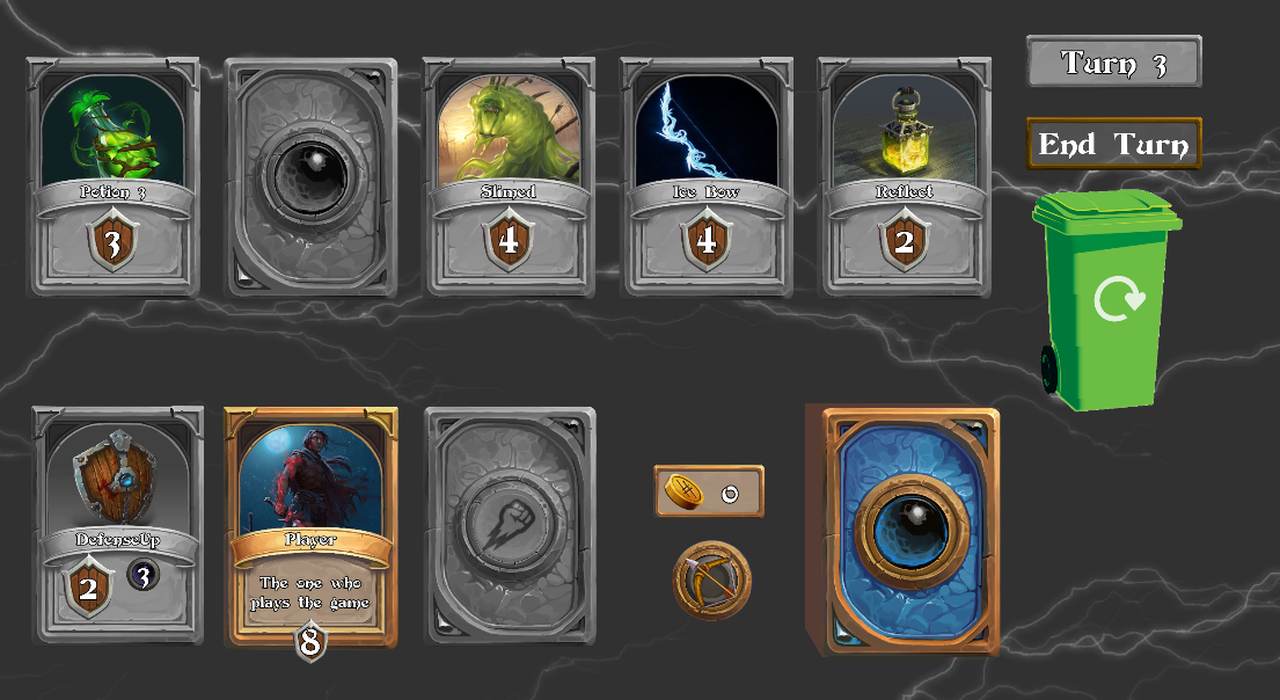 Turn 3
End Turn
Potion 3
3
Slimed
4
Ice Bow
4
Reflect
2
DefenseUp
2
3
Player
The one who
plays the game
8
0